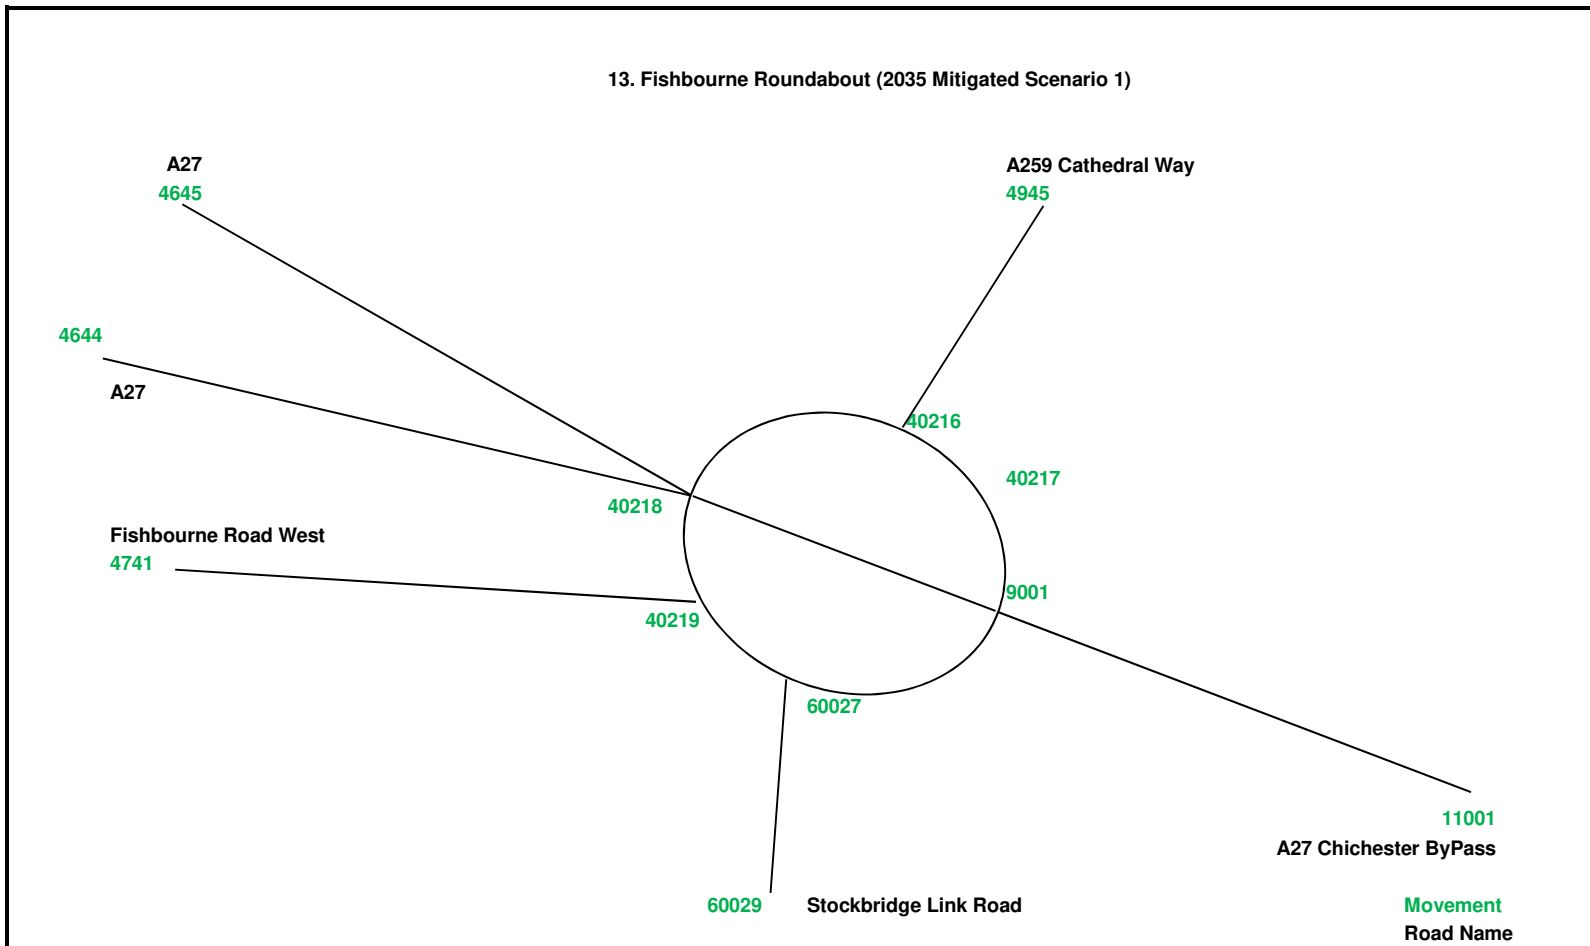 13. Fishbourne Roundabout (2035 Mitigated Scenario 1)
A27
4645
A259 Cathedral Way
4945
4644
A27
40216
40217
40218
Fishbourne Road West
4741
9001
40219
60027
11001
A27 Chichester ByPass
60029 Stockbridge Link Road
Movement
Road Name